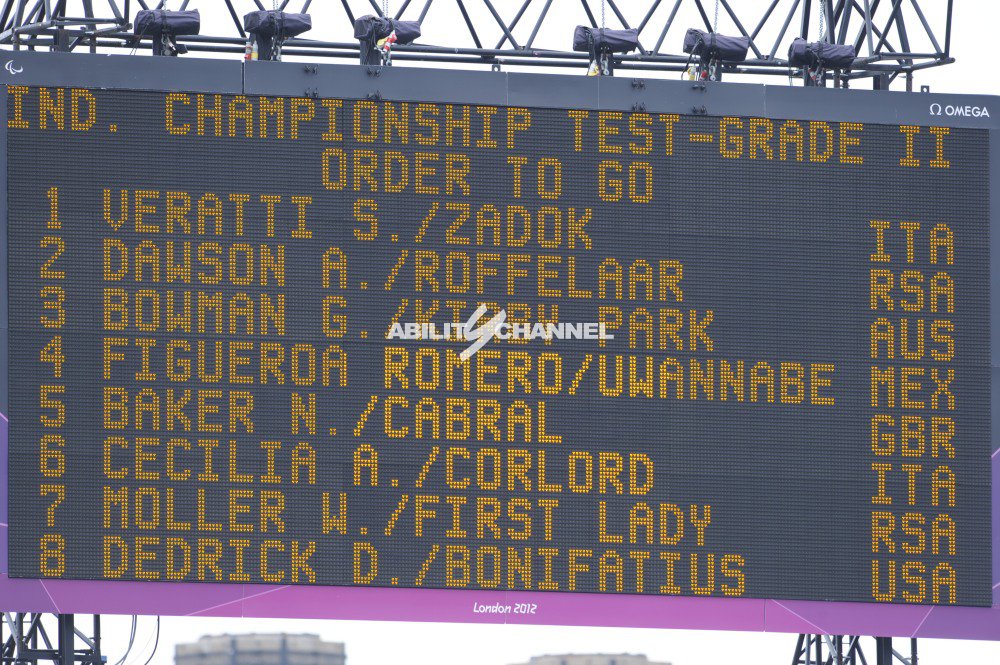 Ω OMEGA
IND. CHAMPIONSHIP TEST-GRADE II
ORDER TO GO
1 VERATTI S./ZADOK ITA
2 DAWSON A./ROFFELAAR RSA
3 BOWMAN G./ PARK AUS
4 FIGUEROA ROMERO/UWANNABE MEX
5 BAKER N./CABRAL GBR
6 CECILIA A./CORLORD ITA
7 MOLLER W./FIRST LADY RSA
8 DEDRICK D./BONIFATIUS USA
ABILITY CHANNEL
London 2012